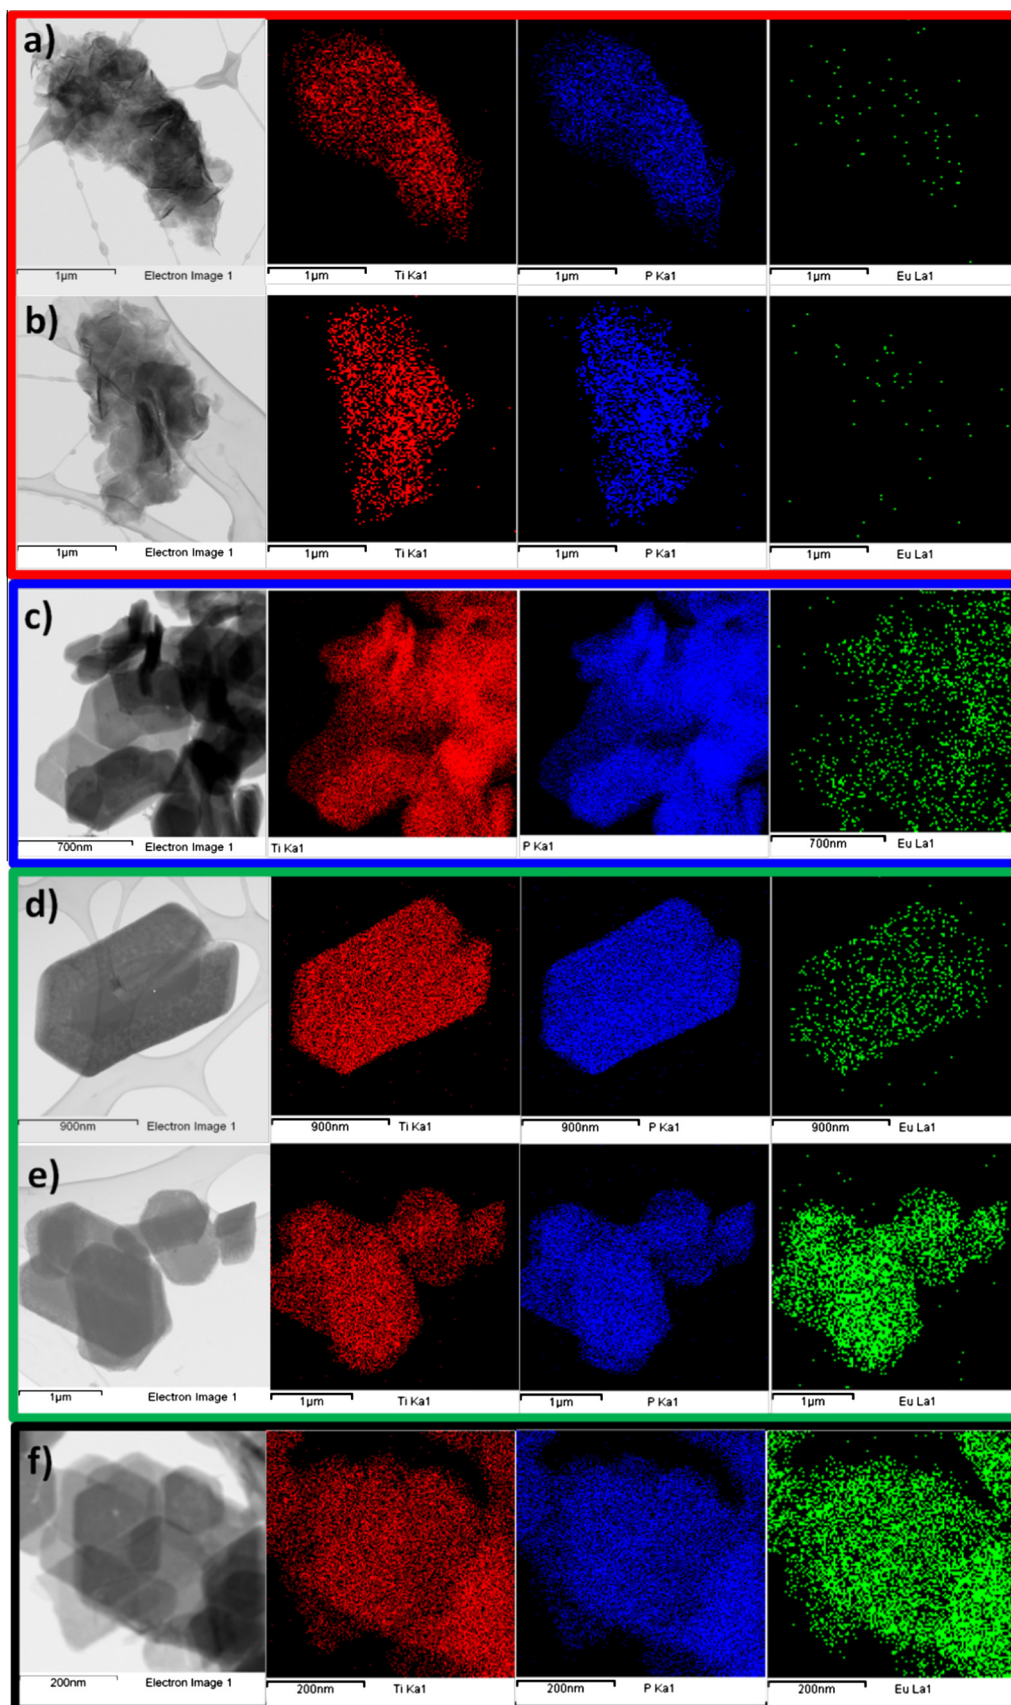 a)
1µm Electron Image 1
1µm Ti Ka1
1µm P Ka1
1µm Eu La1
b)
1µm Electron Image 1
1µm Ti Ka1
1µm P Ka1
1µm Eu La1
c)
700nm Electron Image 1
Ti Ka1
P Ka1
700nm Eu La1
d)
900nm Electron Image 1
900nm Ti Ka1
900nm P Ka1
900nm Eu La1
e)
1µm Electron Image 1
1µm Ti Ka1
1µm P Ka1
1µm Eu La1
f)
200nm Electron Image 1
200nm Ti Ka1
200nm P Ka1
200nm Eu La1